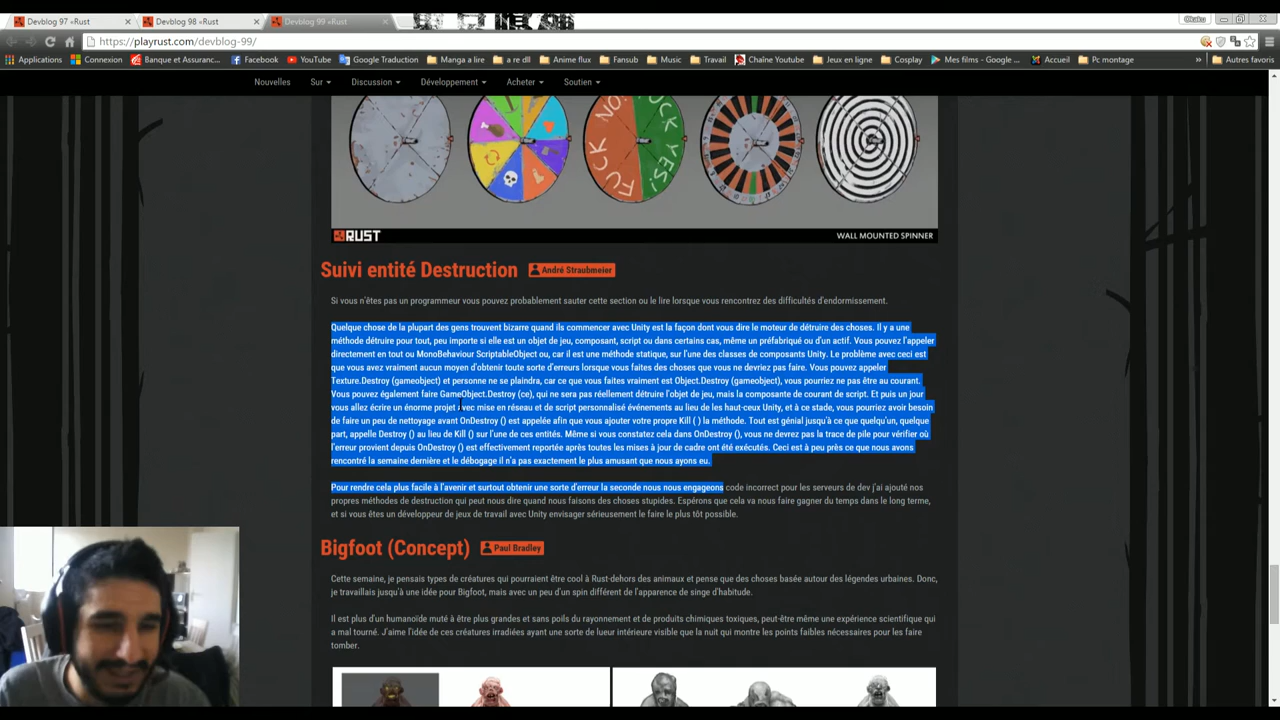 Devblog 97 «Rust
Devblog 98 «Rust
Devblog 99 «Rust
Otaku
https://playrust.com/devblog-99/
Applications
Connexion
Banque et Assuranc...
Facebook
YouTube
Google Traduction
Manga a lire
a re dll
Anime flux
Fansub
Music
Travail
Chaîne Youtube
Jeux en ligne
Cosplay
Mes films - Google ...
Accueil
Pc montage
»
Autres favoris
Nouvelles
Sur
Discussion
Développement
Acheter
Soutien
FUCK NO!
FUCK YES!
RUST
WALL MOUNTED SPINNER
Suivi entité Destruction
André Straubmeier
Si vous n'êtes pas un programmeur vous pouvez probablement sauter cette section ou le lire lorsque vous rencontrez des difficultés d'endormissement.
Quelque chose de la plupart des gens trouvent bizarre quand ils commencer avec Unity est la façon dont vous dire le moteur de détruire des choses. Il y a une
méthode détruire pour tout, peu importe si elle est un objet de jeu, composant, script ou dans certains cas, même un préfabriqué ou d'un actif. Vous pouvez l'appeler
directement en tout ou MonoBehaviour ScriptableObject ou, car il est une méthode statique, sur l'une des classes de composants Unity. Le problème avec ceci est
que vous avez vraiment aucun moyen d'obtenir toute sorte d'erreurs lorsque vous faites des choses que vous ne devriez pas faire. Vous pouvez appeler
Texture.Destroy (gameobject) et personne ne se plaindra, car ce que vous faites vraiment est Object.Destroy (gameobject), vous pourriez ne pas être au courant.
Vous pouvez également faire GameObject.Destroy (ce), qui ne sera pas réellement détruire l'objet de jeu, mais la composante de courant de script. Et puis un jour
vous allez écrire un énorme projet avec mise en réseau et de script personnalisé événements au lieu de les haut-ceux Unity, et à ce stade, vous pourriez avoir besoin
de faire un peu de nettoyage avant OnDestroy () est appelée afin que vous ajouter votre propre Kill ( ) la méthode. Tout est génial jusqu'à ce que quelqu'un, quelque
part, appelle Destroy () au lieu de Kill () sur l'une de ces entités. Même si vous constatez cela dans OnDestroy (), vous ne devrez pas la trace de pile pour vérifier où
l'erreur provient depuis OnDestroy () est effectivement reportée après toutes les mises à jour de cadre ont été exécutés. Ceci est à peu près ce que nous avons
rencontré la semaine dernière et le débogage il n'a pas exactement le plus amusant que nous ayons eu.
Pour rendre cela plus facile à l'avenir et surtout obtenir une sorte d'erreur la seconde nous nous engageons code incorrect pour les serveurs de dev j'ai ajouté nos
propres méthodes de destruction qui peut nous dire quand nous faisons des choses stupides. Espérons que cela va nous faire gagner du temps dans le long terme,
et si vous êtes un développeur de jeux de travail avec Unity envisager sérieusement le faire le plus tôt possible.
Bigfoot (Concept)
Paul Bradley
Cette semaine, je pensais types de créatures qui pourraient être cool à Rust-dehors des animaux et pense que des choses basée autour des légendes urbaines. Donc,
je travaillais jusqu'à une idée pour Bigfoot, mais avec un peu d'un spin différent de l'apparence de singe d'habitude.
Il est plus d'un humanoïde muté à être plus grandes et sans poils du rayonnement et de produits chimiques toxiques, peut-être même une expérience scientifique qui
a mal tourné. J'aime l'idée de ces créatures irradiées ayant une sorte de lueur intérieure visible que la nuit qui montre les points faibles nécessaires pour les faire
tomber.